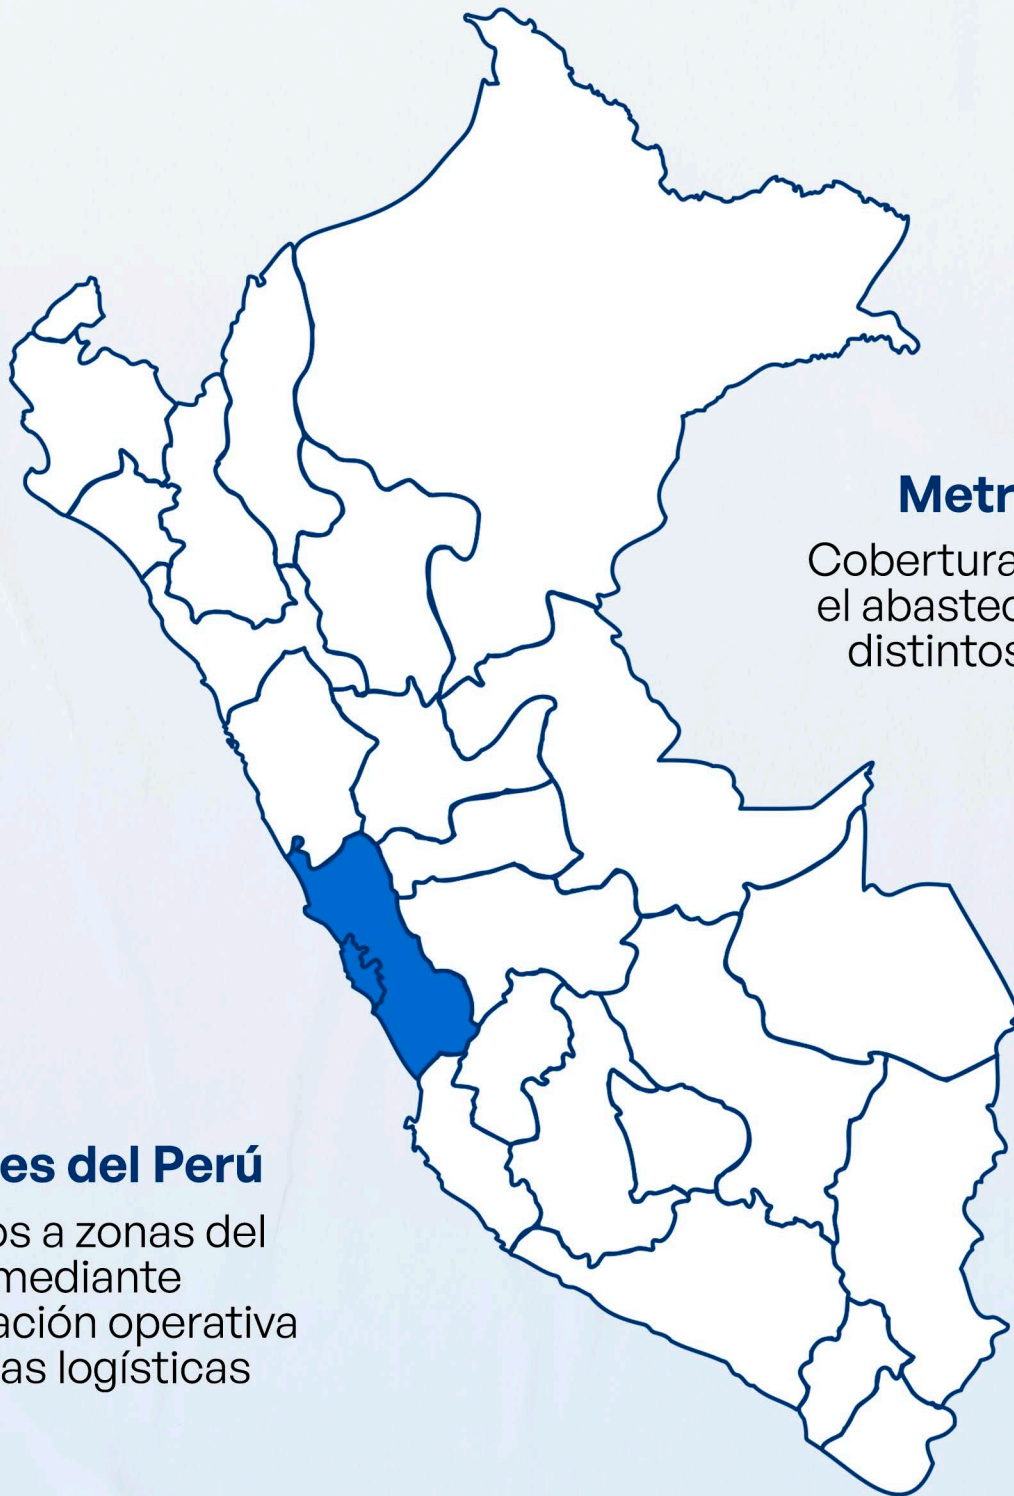 Metr
Cobertura
el abastec
distintos
es del Perú
os a zonas del
mediante
ación operativa
as logísticas